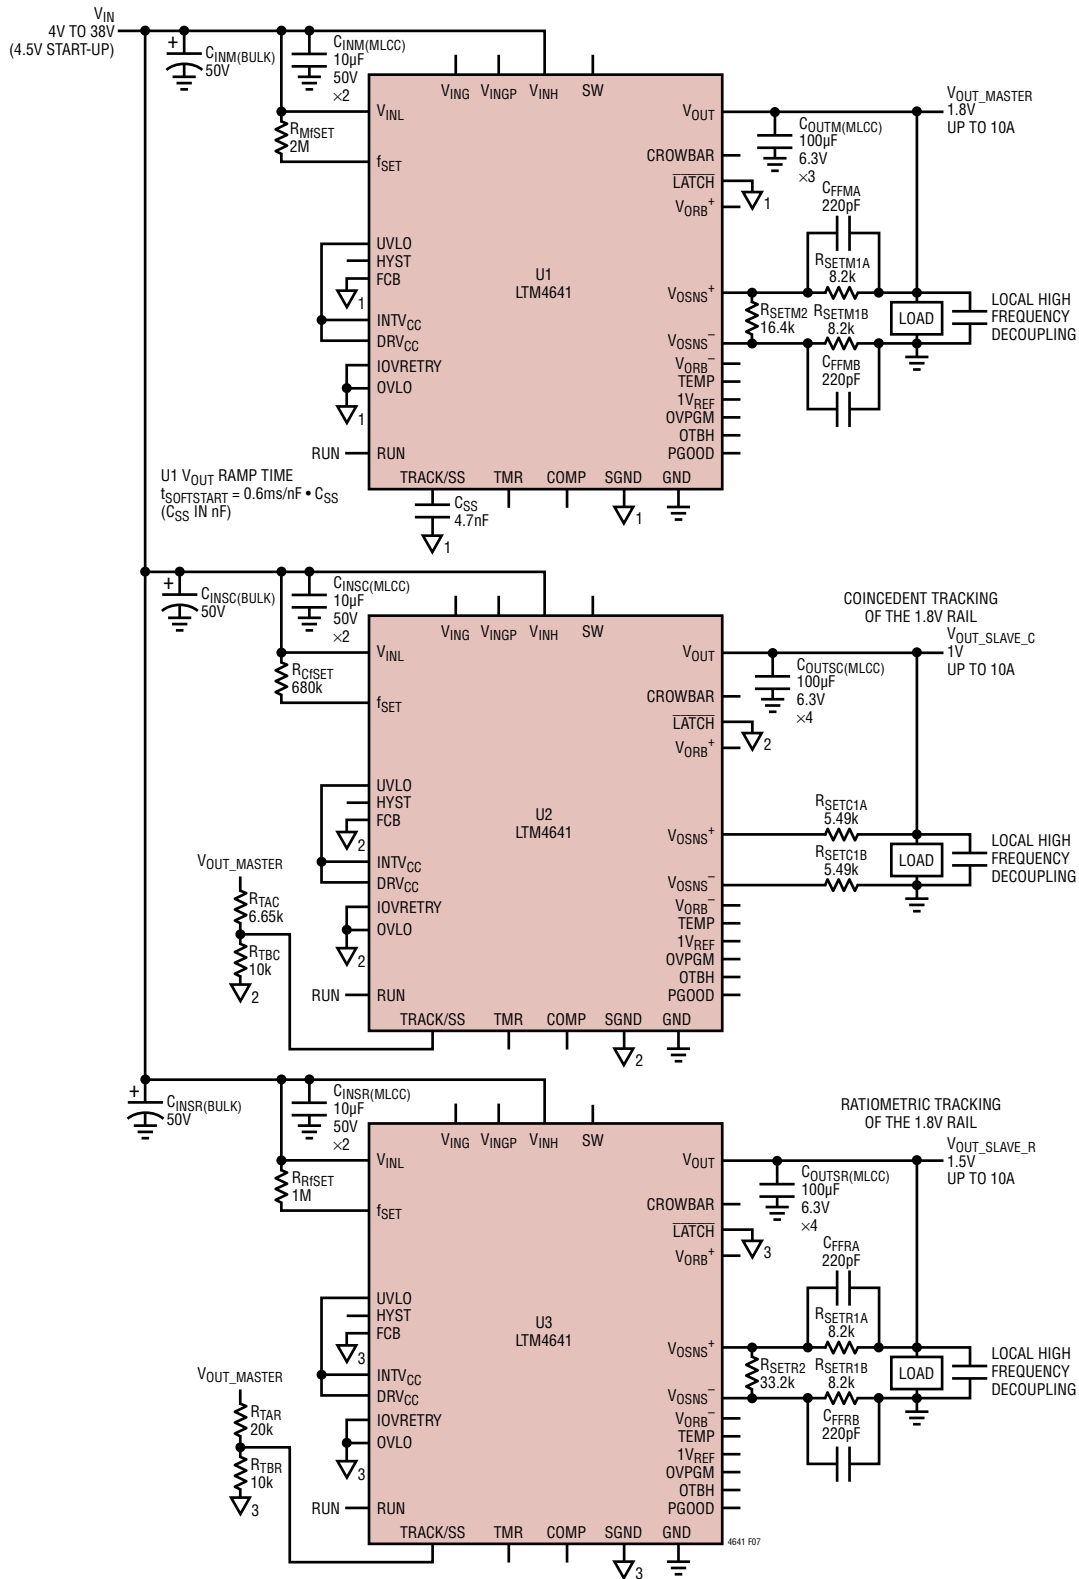 VIN
4V TO 38V
(4.5V START-UP)
+
CINM(BULK)
50V
CINM(MLCC)
10µF
50V
×2
RMfSET
2M
VING
VINGP
VINH
SW
VINL
fSET
UVLO
HYST
FCB
1
INTVCC
DRVCC
IOVRETRY
OVLO
1
RUN
RUN
U1
LTM4641
VOUT
CROWBAR
LATCH
1
VORB+
VOSNS+
VOSNS−
VORB−
TEMP
1VREF
OVPGM
OTBH
PGOOD
TRACK/SS
TMR
COMP
SGND
GND
CSS
4.7nF
1
1
U1 VOUT RAMP TIME
tSOFTSTART = 0.6ms/nF • CSS
(CSS IN nF)
VOUT_MASTER
1.8V
UP TO 10A
COUTM(MLCC)
100µF
6.3V
×3
CFFMA
220pF
RSETM1A
8.2k
RSETM2
16.4k
RSETM1B
8.2k
CFFMB
220pF
LOAD
LOCAL HIGH
FREQUENCY
DECOUPLING
+
CINSC(BULK)
50V
CINSC(MLCC)
10µF
50V
×2
RCfSET
680k
VING
VINGP
VINH
SW
VINL
fSET
UVLO
HYST
FCB
2
INTVCC
DRVCC
IOVRETRY
OVLO
2
RUN
RUN
VOUT_MASTER
RTAC
6.65k
RTBC
10k
2
U2
LTM4641
VOUT
CROWBAR
LATCH
2
VORB+
VOSNS+
VOSNS−
VORB−
TEMP
1VREF
OVPGM
OTBH
PGOOD
TRACK/SS
TMR
COMP
SGND
GND
2
COINCEDENT TRACKING
OF THE 1.8V RAIL
VOUT_SLAVE_C
1V
UP TO 10A
COUTSC(MLCC)
100µF
6.3V
×4
RSETC1A
5.49k
RSETC1B
5.49k
LOAD
LOCAL HIGH
FREQUENCY
DECOUPLING
+
CINSR(BULK)
50V
CINSR(MLCC)
10µF
50V
×2
RRfSET
1M
VING
VINGP
VINH
SW
VINL
fSET
UVLO
HYST
FCB
3
INTVCC
DRVCC
IOVRETRY
OVLO
3
RUN
RUN
VOUT_MASTER
RTAR
20k
RTBR
10k
3
U3
LTM4641
VOUT
CROWBAR
LATCH
3
VORB+
VOSNS+
VOSNS−
VORB−
TEMP
1VREF
OVPGM
OTBH
PGOOD
TRACK/SS
TMR
COMP
SGND
GND
3
RATIOMETRIC TRACKING
OF THE 1.8V RAIL
VOUT_SLAVE_R
1.5V
UP TO 10A
COUTSR(MLCC)
100µF
6.3V
×4
CFFRA
220pF
RSETR1A
8.2k
RSETR2
33.2k
RSETR1B
8.2k
CFFRB
220pF
LOAD
LOCAL HIGH
FREQUENCY
DECOUPLING
4641 F07